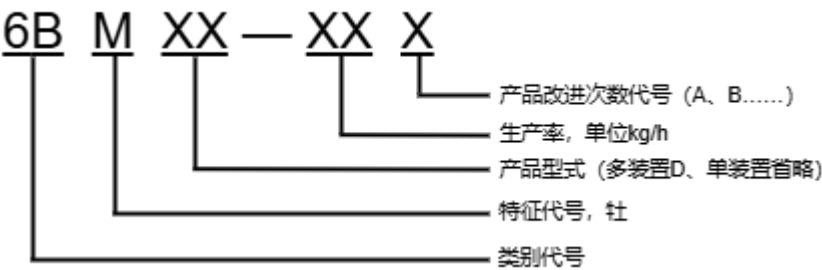 6B M XX — XX X
产品改进次数代号（A、B……）
生产率，单位kg/h
产品型式（多装置D、单装置省略）
特征代号，牡
类别代号